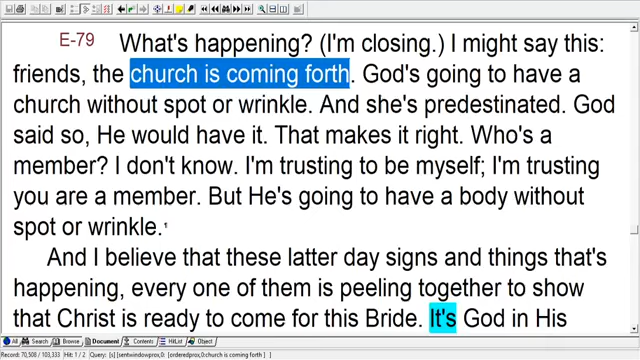 E-79 What's happening? (I'm closing.) I might say this:
friends, the church is coming forth. God's going to have a
church without spot or wrinkle. And she's predestinated. God
said so, He would have it. That makes it right. Who's a
member? I don't know. I'm trusting to be myself; I'm trusting
you are a member. But He's going to have a body without
spot or wrinkle.
And I believe that these latter day signs and things that's
happening, every one of them is peeling together to show
that Christ is ready to come for this Bride. It's God in His
All Search Browse Document Contents HitList Object
Record: 70,508 / 103,333 Hit: 1 / 2 Query: [s] [sentwindowprox,0: [orderedprox,0:church is coming forth ] ]